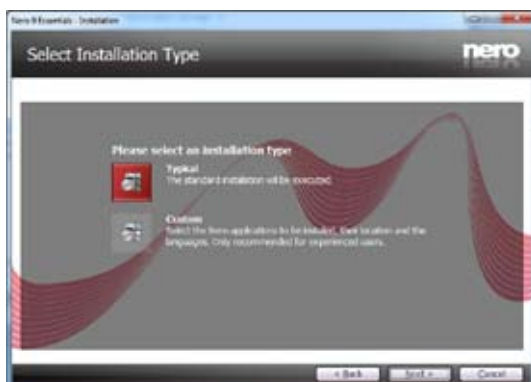 Nero 9 Essentials - Installation
Select Installation Type
nero
Please select an installation type
Typical
The standard installation will be executed.
Custom
Select the Nero applications to be installed, their location and the
languages. Only recommended for experienced users.
< Back
Next >
Cancel